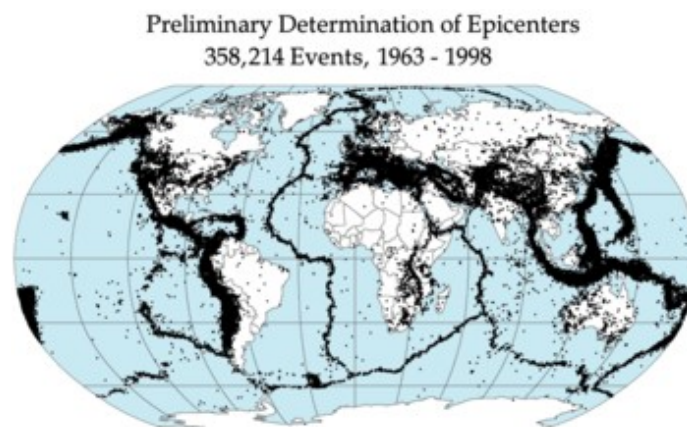 Preliminary Determination of Epicenters
358,214 Events, 1963 - 1998